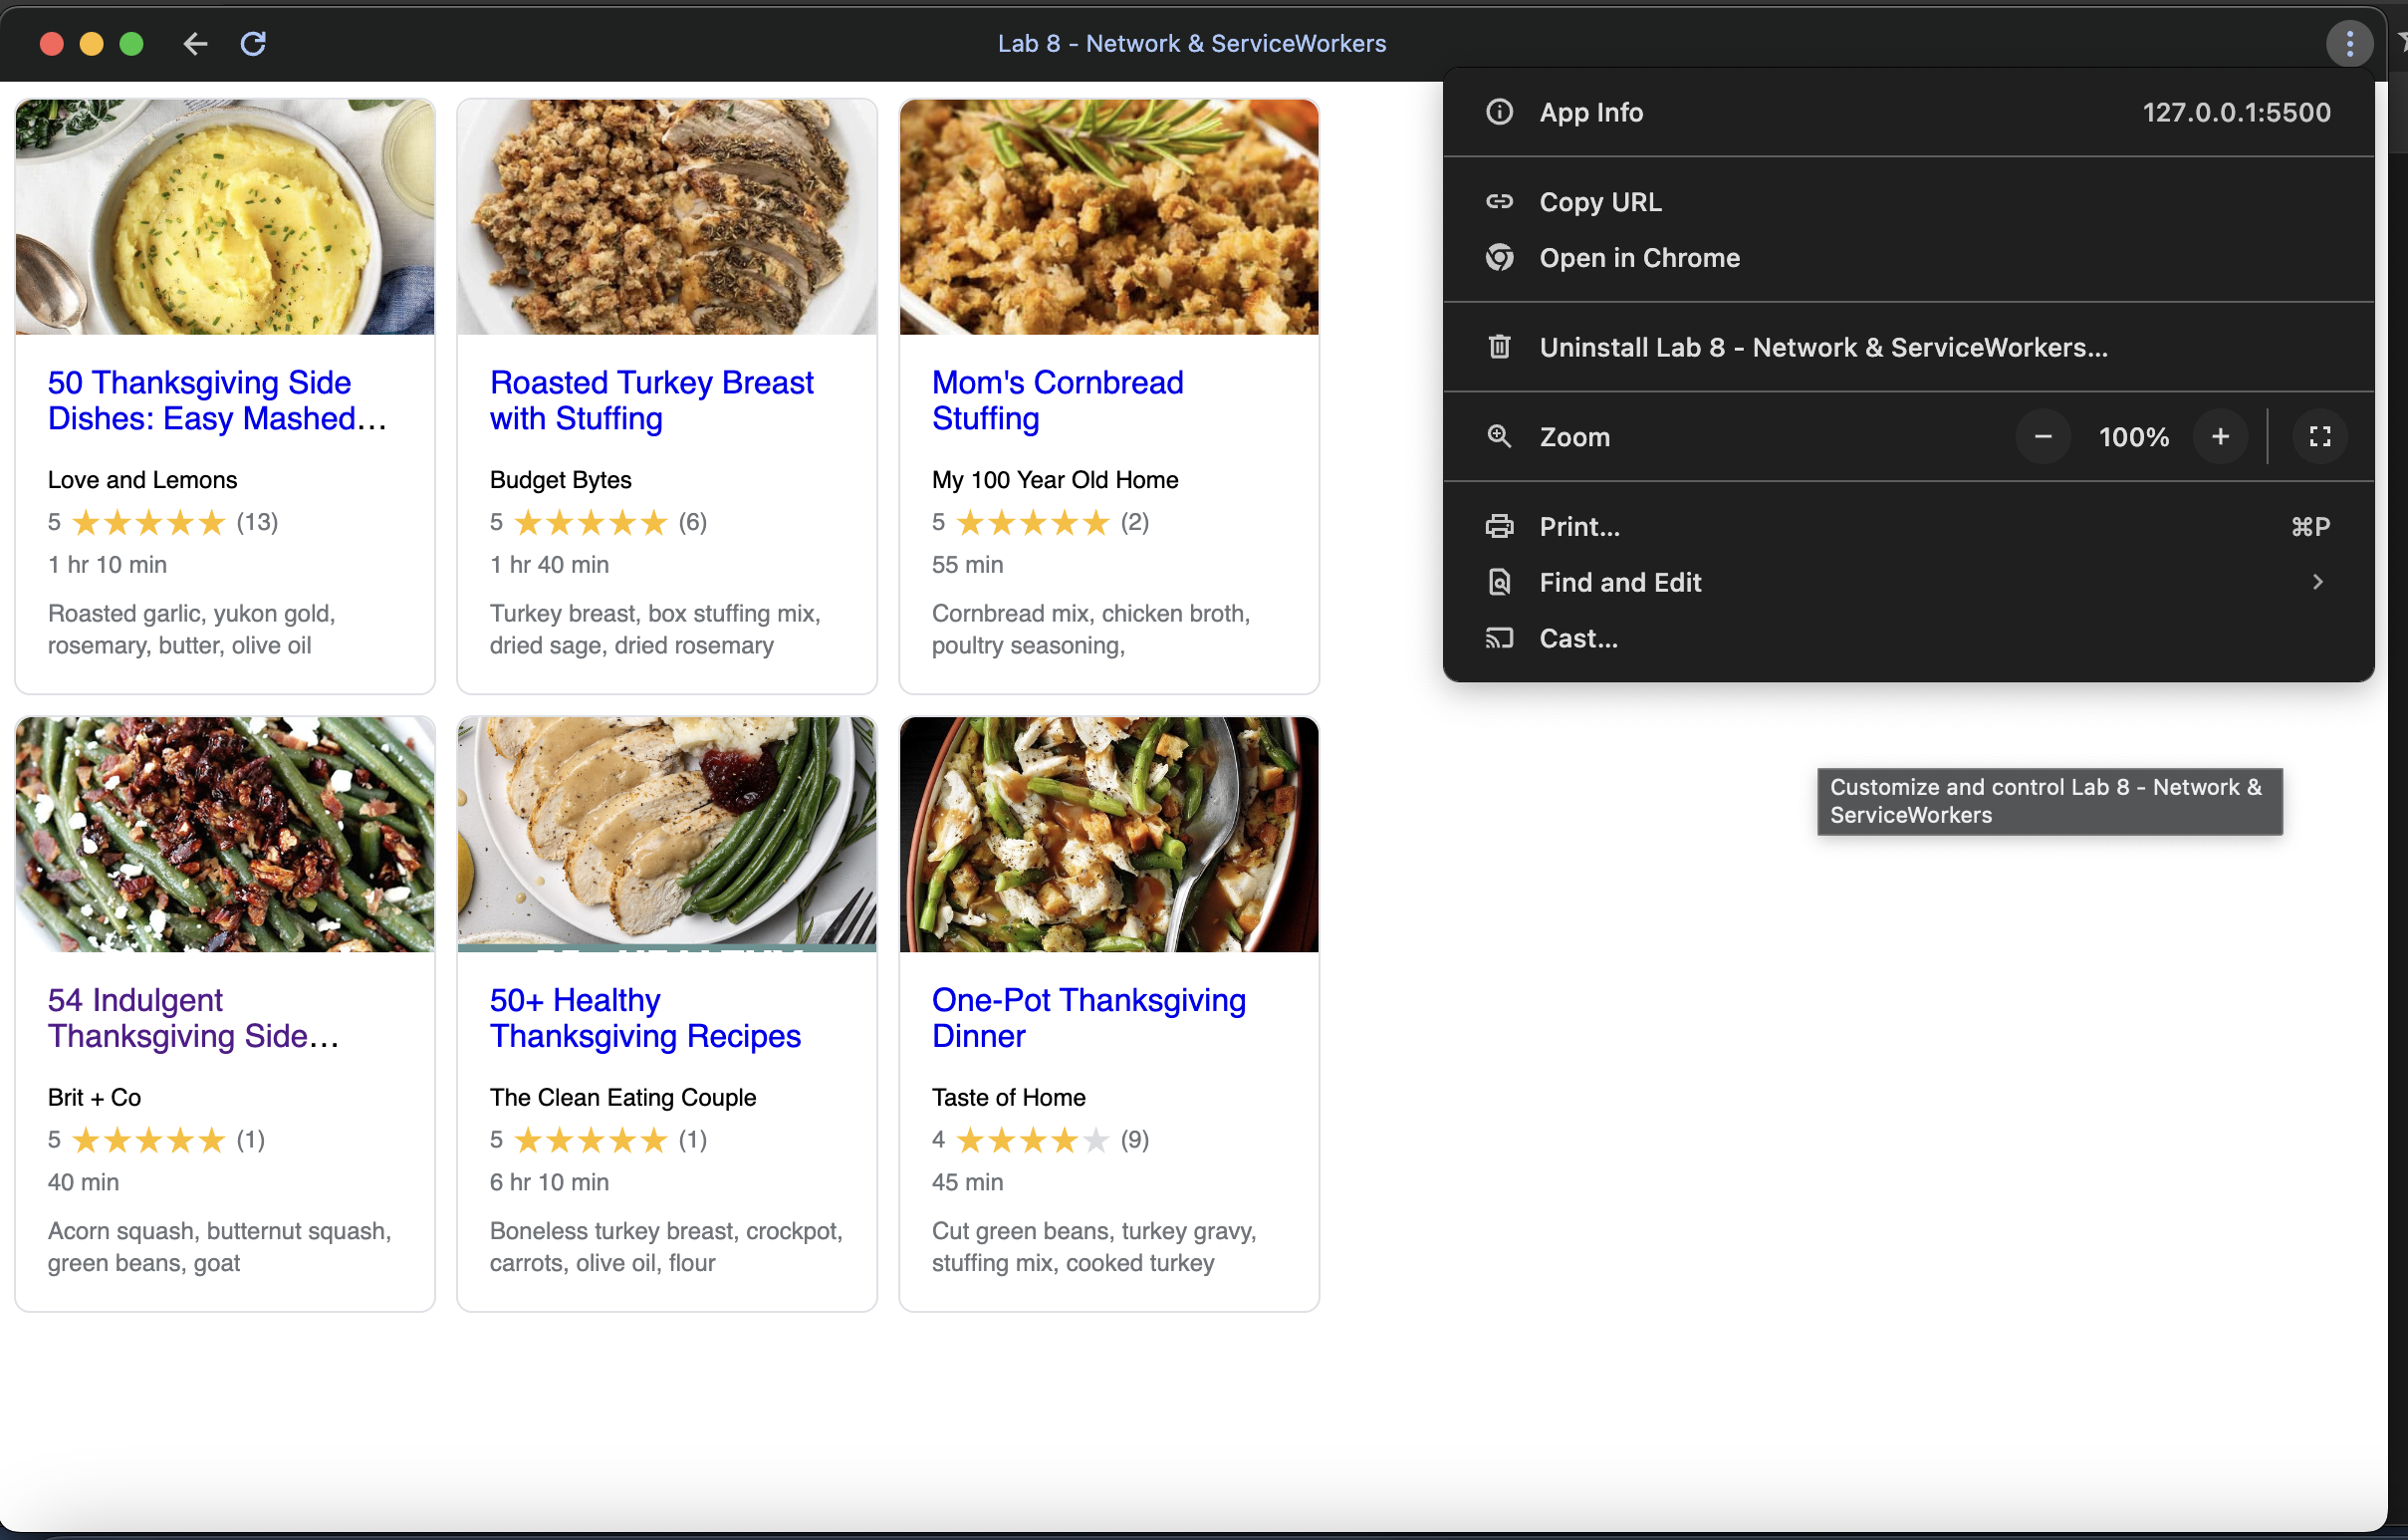 Lab 8 - Network & ServiceWorkers
App Info 127.0.0.1:5500
Copy URL
Open in Chrome
Uninstall Lab 8 - Network & ServiceWorkers...
Zoom − 100% +
Print... ⌘P
Find and Edit
Cast...
Customize and control Lab 8 - Network &
ServiceWorkers
50 Thanksgiving Side
Dishes: Easy Mashed...
Love and Lemons
5 ★★★★★ (13)
1 hr 10 min
Roasted garlic, yukon gold,
rosemary, butter, olive oil
Roasted Turkey Breast
with Stuffing
Budget Bytes
5 ★★★★★ (6)
1 hr 40 min
Turkey breast, box stuffing mix,
dried sage, dried rosemary
Mom's Cornbread
Stuffing
My 100 Year Old Home
5 ★★★★★ (2)
55 min
Cornbread mix, chicken broth,
poultry seasoning,
54 Indulgent
Thanksgiving Side...
Brit + Co
5 ★★★★★ (1)
40 min
Acorn squash, butternut squash,
green beans, goat
50+ Healthy
Thanksgiving Recipes
The Clean Eating Couple
5 ★★★★★ (1)
6 hr 10 min
Boneless turkey breast, crockpot,
carrots, olive oil, flour
One-Pot Thanksgiving
Dinner
Taste of Home
4 ★★★★☆ (9)
45 min
Cut green beans, turkey gravy,
stuffing mix, cooked turkey